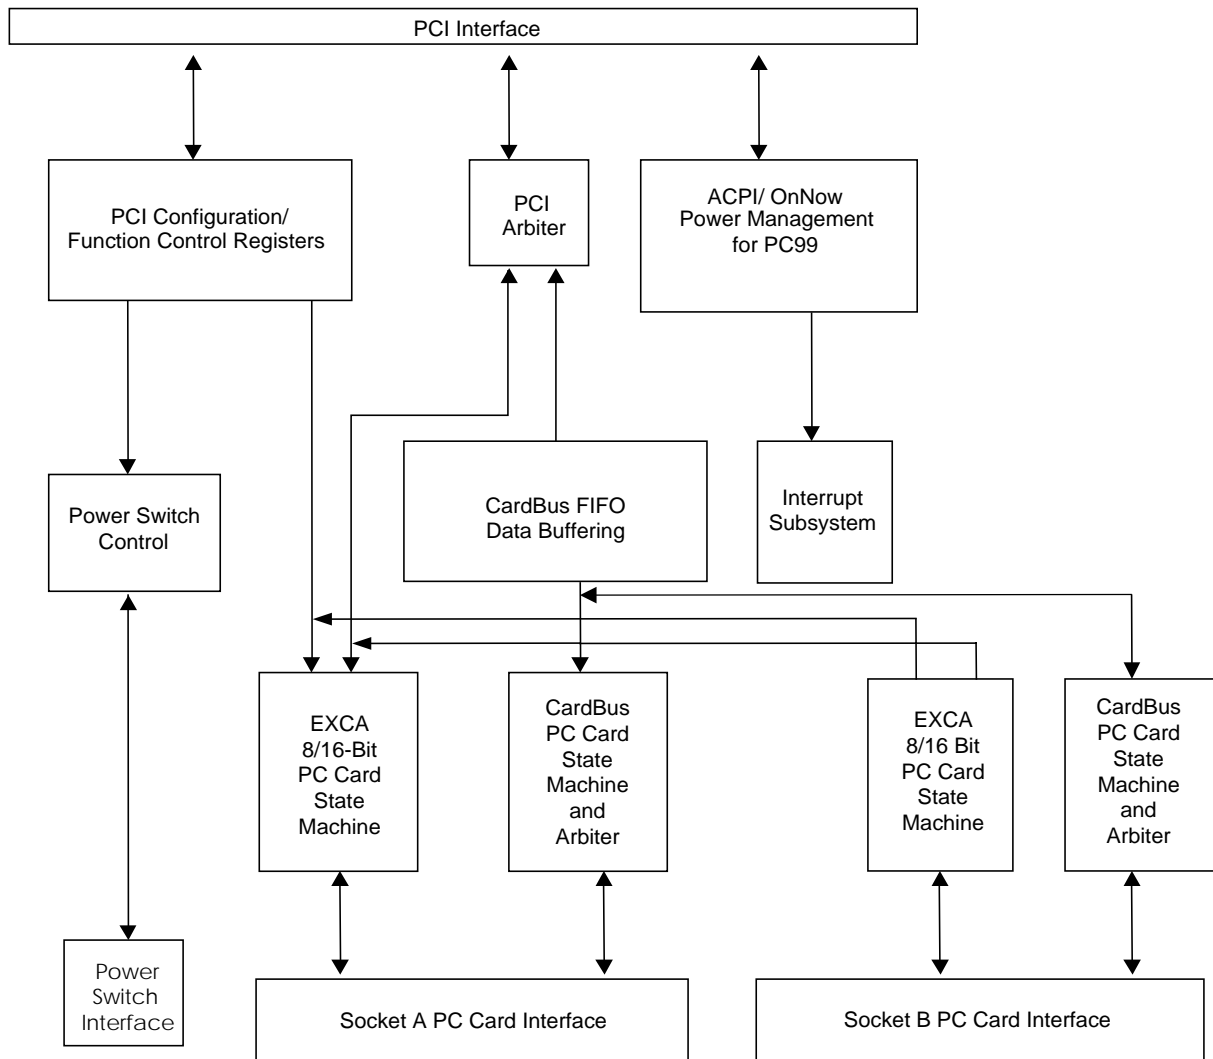 PCI Interface
PCI Configuration/
Function Control Registers
PCI
Arbiter
ACPI/ OnNow
Power Management
for PC99
Power Switch
Control
CardBus FIFO
Data Buffering
Interrupt
Subsystem
EXCA
8/16-Bit
PC Card
State
Machine
CardBus
PC Card
State
Machine
and
Arbiter
EXCA
8/16 Bit
PC Card
State
Machine
CardBus
PC Card
State
Machine
and
Arbiter
Power
Switch
Interface
Socket A PC Card Interface
Socket B PC Card Interface